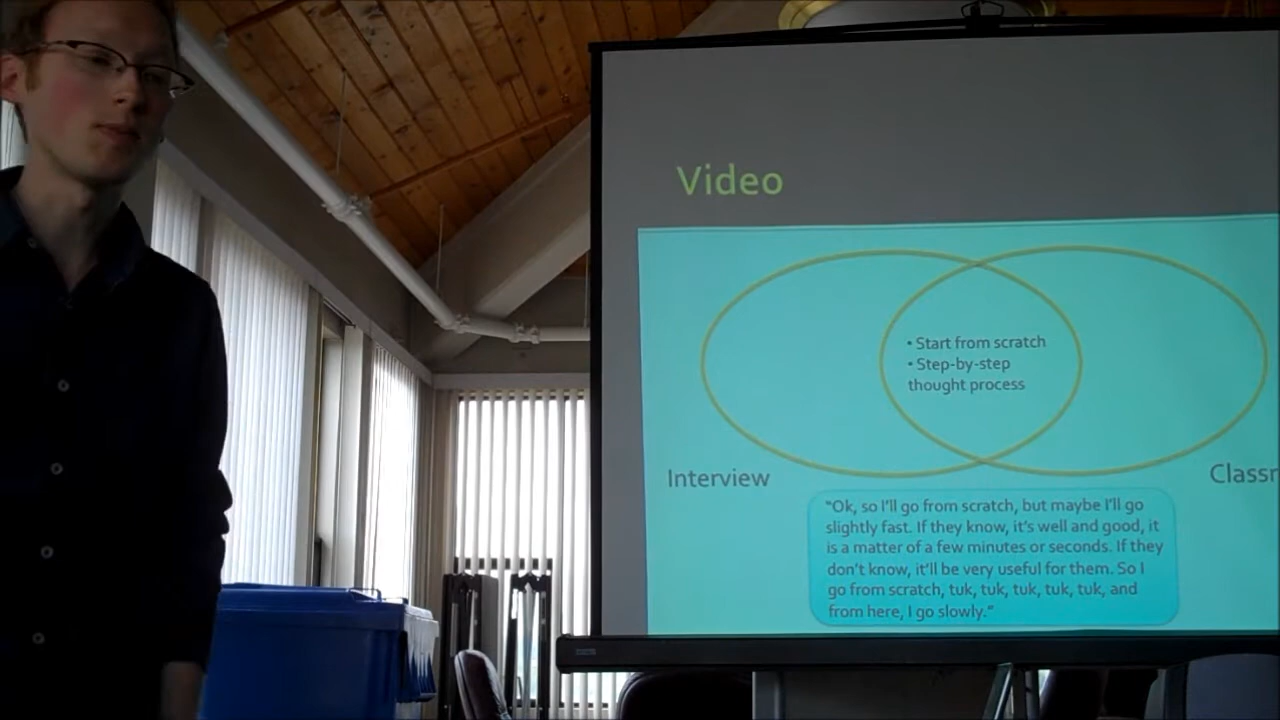 Video
• Start from scratch
• Step-by-step
thought process
Interview
Classr
"Ok, so I'll go from scratch, but maybe I'll go
slightly fast. If they know, it's well and good, it
is a matter of a few minutes or seconds. If they
don't know, it'll be very useful for them. So I
go from scratch, tuk, tuk, tuk, tuk, tuk, and
from here, I go slowly."